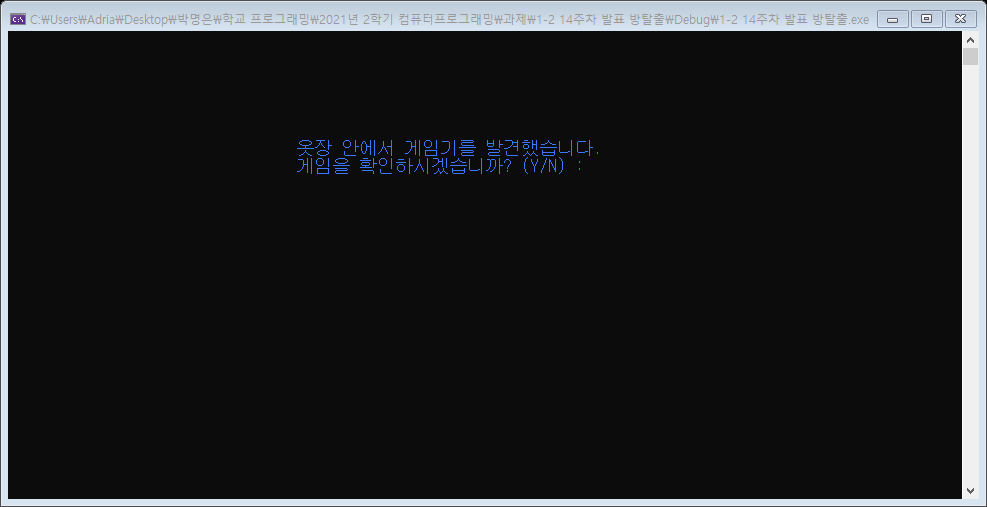 C:\Users\Adria\Desktop\박명은\학교 프로그래밍\2021년 2학기 컴퓨터프로그래밍\과제\1-2 14주차 발표 방탈출\Debug\1-2 14주차 발표 방탈출.exe
옷장 안에서 게임기를 발견했습니다.
게임을 확인하시겠습니까? (Y/N) :